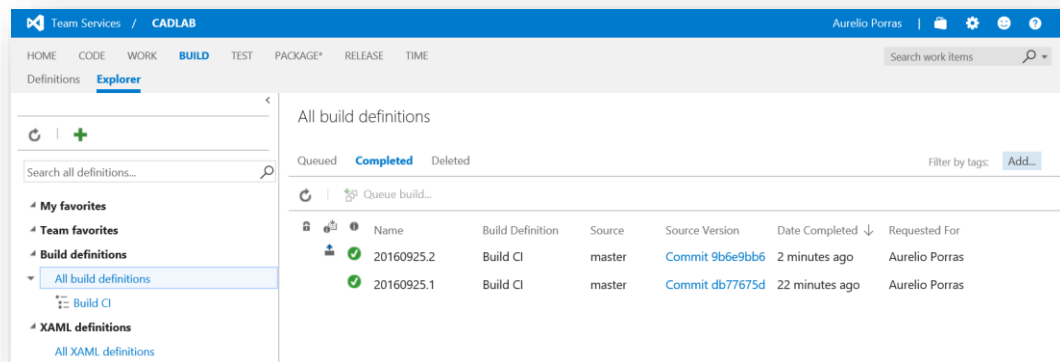 Team Services / CADLAB Aurelio Porras |
HOME CODE WORK BUILD TEST PACKAGE* RELEASE TIME Search work items
Definitions Explorer
All build definitions
Queued Completed Deleted Filter by tags: Add...
Search all definitions...
Queue build...
My favorites
Team favorites
Build definitions
All build definitions
Build CI
XAML definitions
All XAML definitions
Name Build Definition Source Source Version Date Completed ↓ Requested For
20160925.2 Build CI master Commit 9b6e9bb6 2 minutes ago Aurelio Porras
20160925.1 Build CI master Commit db77675d 22 minutes ago Aurelio Porras